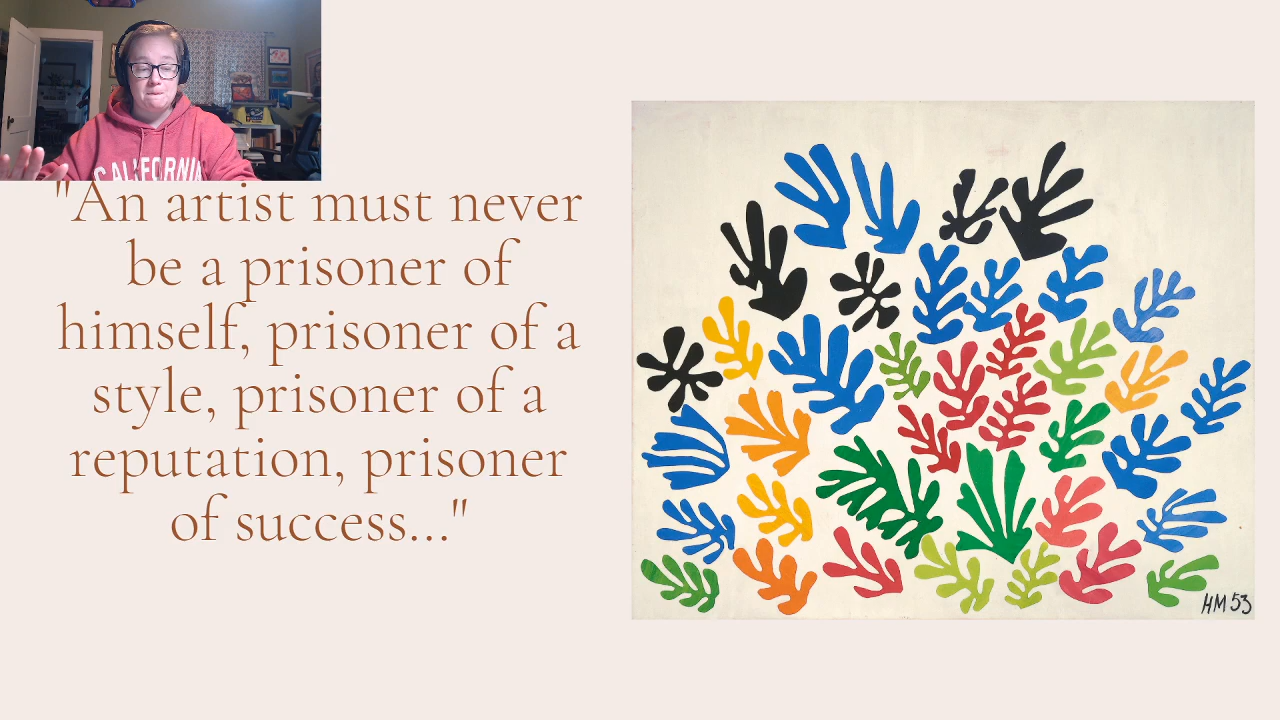 CALIFORNIA
"An artist must never
be a prisoner of
himself, prisoner of a
style, prisoner of a
reputation, prisoner
of success..."
HM 53